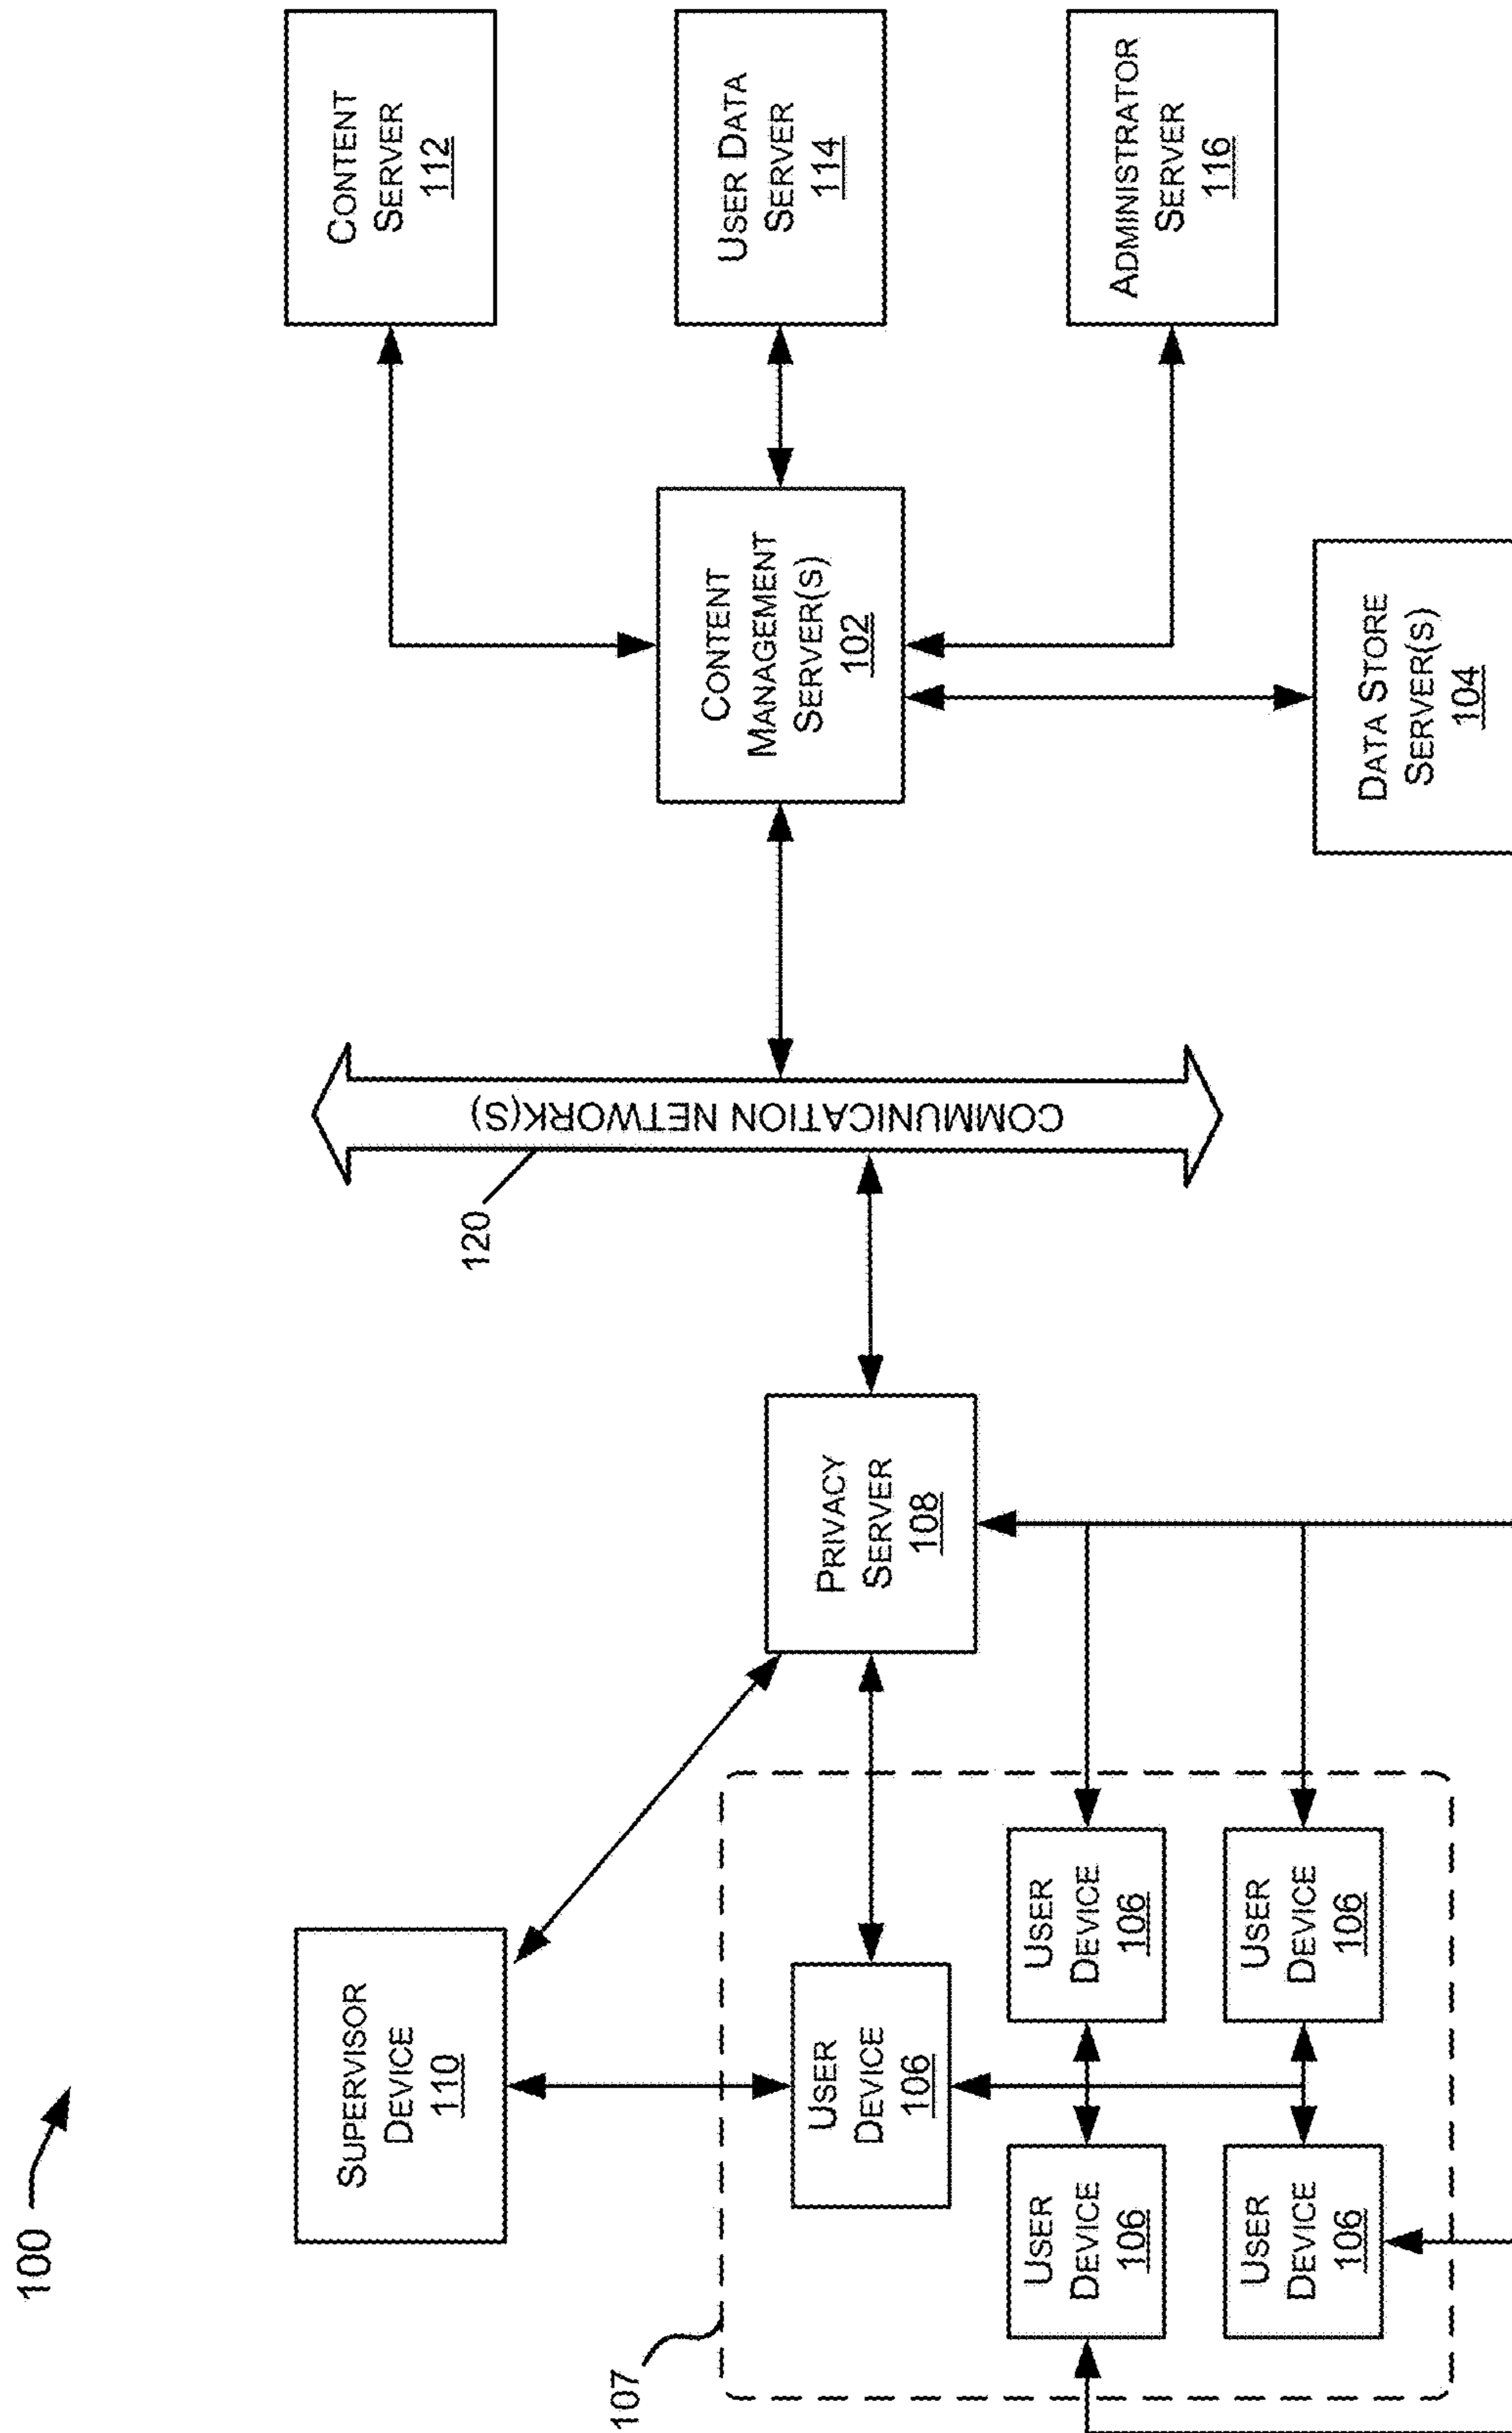 100
SUPERVISOR
DEVICE
110
120
CONTENT
SERVER
112
107
COMMUNICATION NETWORK(S)
CONTENT
MANAGEMENT
SERVER(S)
102
USER DATA
SERVER
114
USER
DEVICE
106
PRIVACY
SERVER
108
USER
DEVICE
106
USER
DEVICE
106
ADMINISTRATOR
SERVER
116
USER
DEVICE
106
USER
DEVICE
106
DATA STORE
SERVER(S)
104